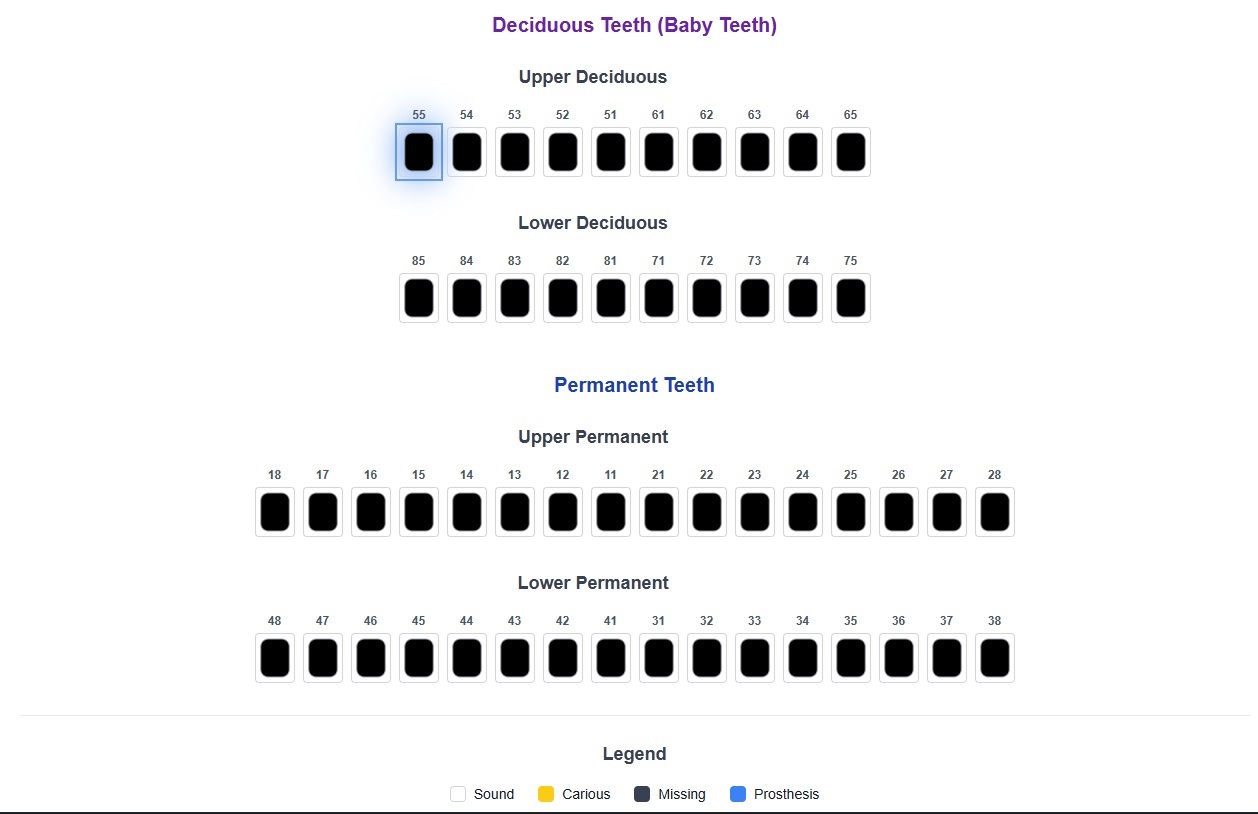 Deciduous Teeth (Baby Teeth)
Upper Deciduous
55 54 53 52 51 61 62 63 64 65
Lower Deciduous
85 84 83 82 81 71 72 73 74 75
Permanent Teeth
Upper Permanent
18 17 16 15 14 13 12 11 21 22 23 24 25 26 27 28
Lower Permanent
48 47 46 45 44 43 42 41 31 32 33 34 35 36 37 38
Legend
Sound Carious Missing Prosthesis